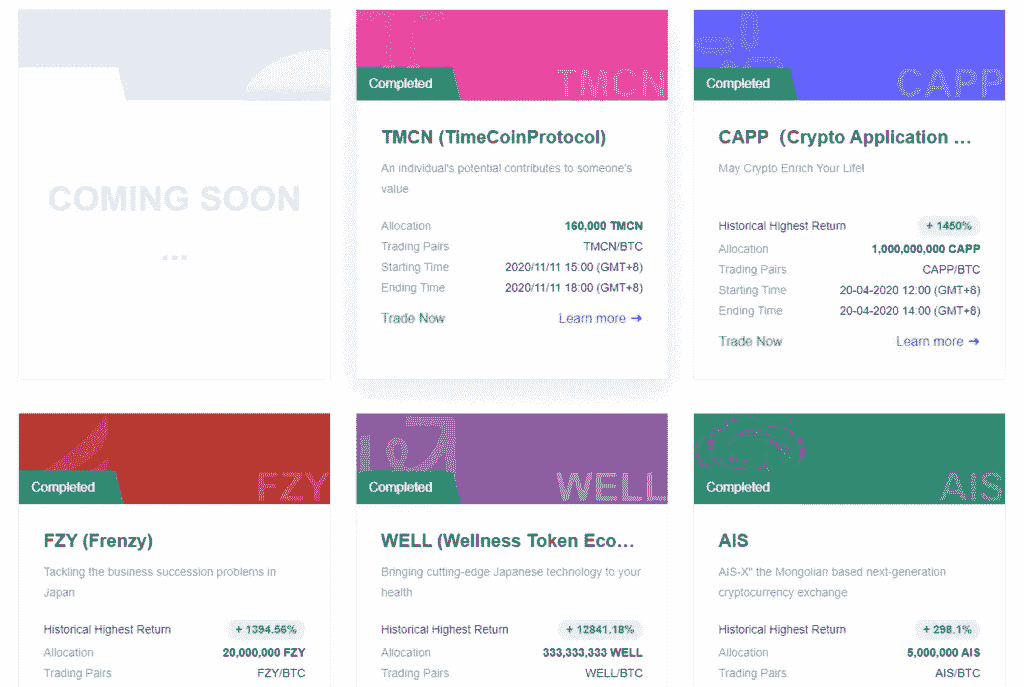 COMING SOON
...
Completed
TMCN
TMCN (TimeCoinProtocol)
An individual's potential contributes to someone's
value
Allocation 160,000 TMCN
Trading Pairs TMCN/BTC
Starting Time 2020/11/11 15:00 (GMT+8)
Ending Time 2020/11/11 18:00 (GMT+8)
Trade Now Learn more →
Completed
CAPP
CAPP (Crypto Application ...
May Crypto Enrich Your Life!
Historical Highest Return + 1450%
Allocation 1,000,000,000 CAPP
Trading Pairs CAPP/BTC
Starting Time 20-04-2020 12:00 (GMT+8)
Ending Time 20-04-2020 14:00 (GMT+8)
Trade Now Learn more →
Completed
FZY
FZY (Frenzy)
Tackling the business succession problems in
Japan
Historical Highest Return + 1394.56%
Allocation 20,000,000 FZY
Trading Pairs FZY/BTC
Completed
WELL
WELL (Wellness Token Eco...
Bringing cutting-edge Japanese technology to your
health
Historical Highest Return + 12841.18%
Allocation 333,333,333 WELL
Trading Pairs WELL/BTC
Completed
AIS
AIS
AIS-X" the Mongolian based next-generation
cryptocurrency exchange
Historical Highest Return + 298.1%
Allocation 5,000,000 AIS
Trading Pairs AIS/BTC